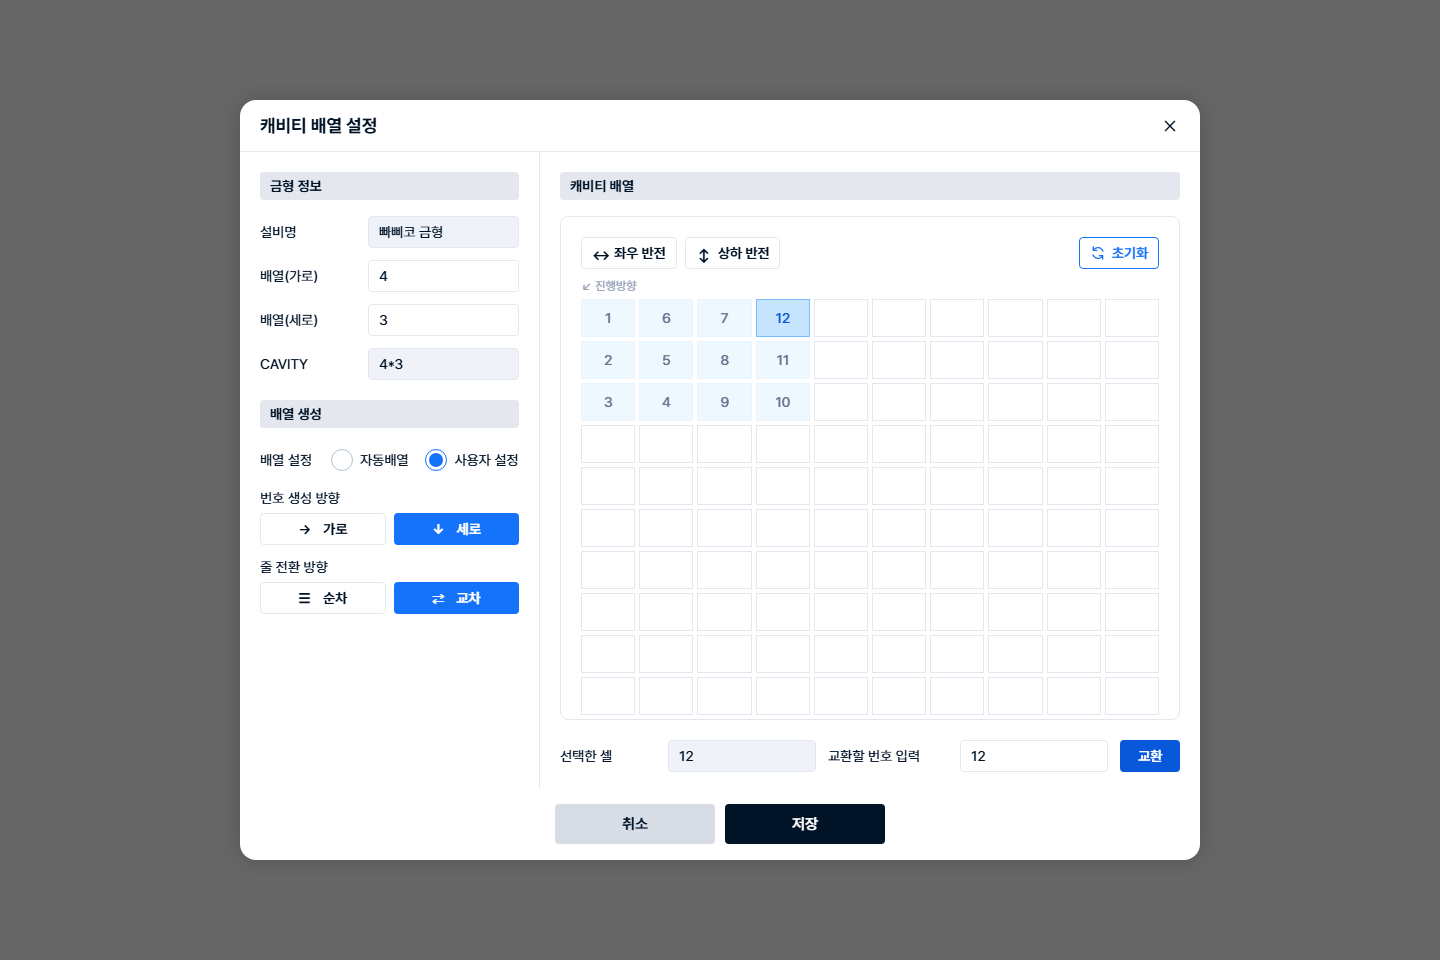 캐비티 배열 설정
금형 정보
설비명 빠삐코 금형
배열(가로) 4
배열(세로) 3
CAVITY 4*3
배열 생성
배열 설정 자동배열 사용자 설정
번호 생성 방향
가로 세로
줄 전환 방향
순차 교차
캐비티 배열
좌우 반전 상하 반전 초기화
진행방향
1 6 7 12
2 5 8 11
3 4 9 10
선택한 셀 12 교환할 번호 입력 12 교환
취소 저장